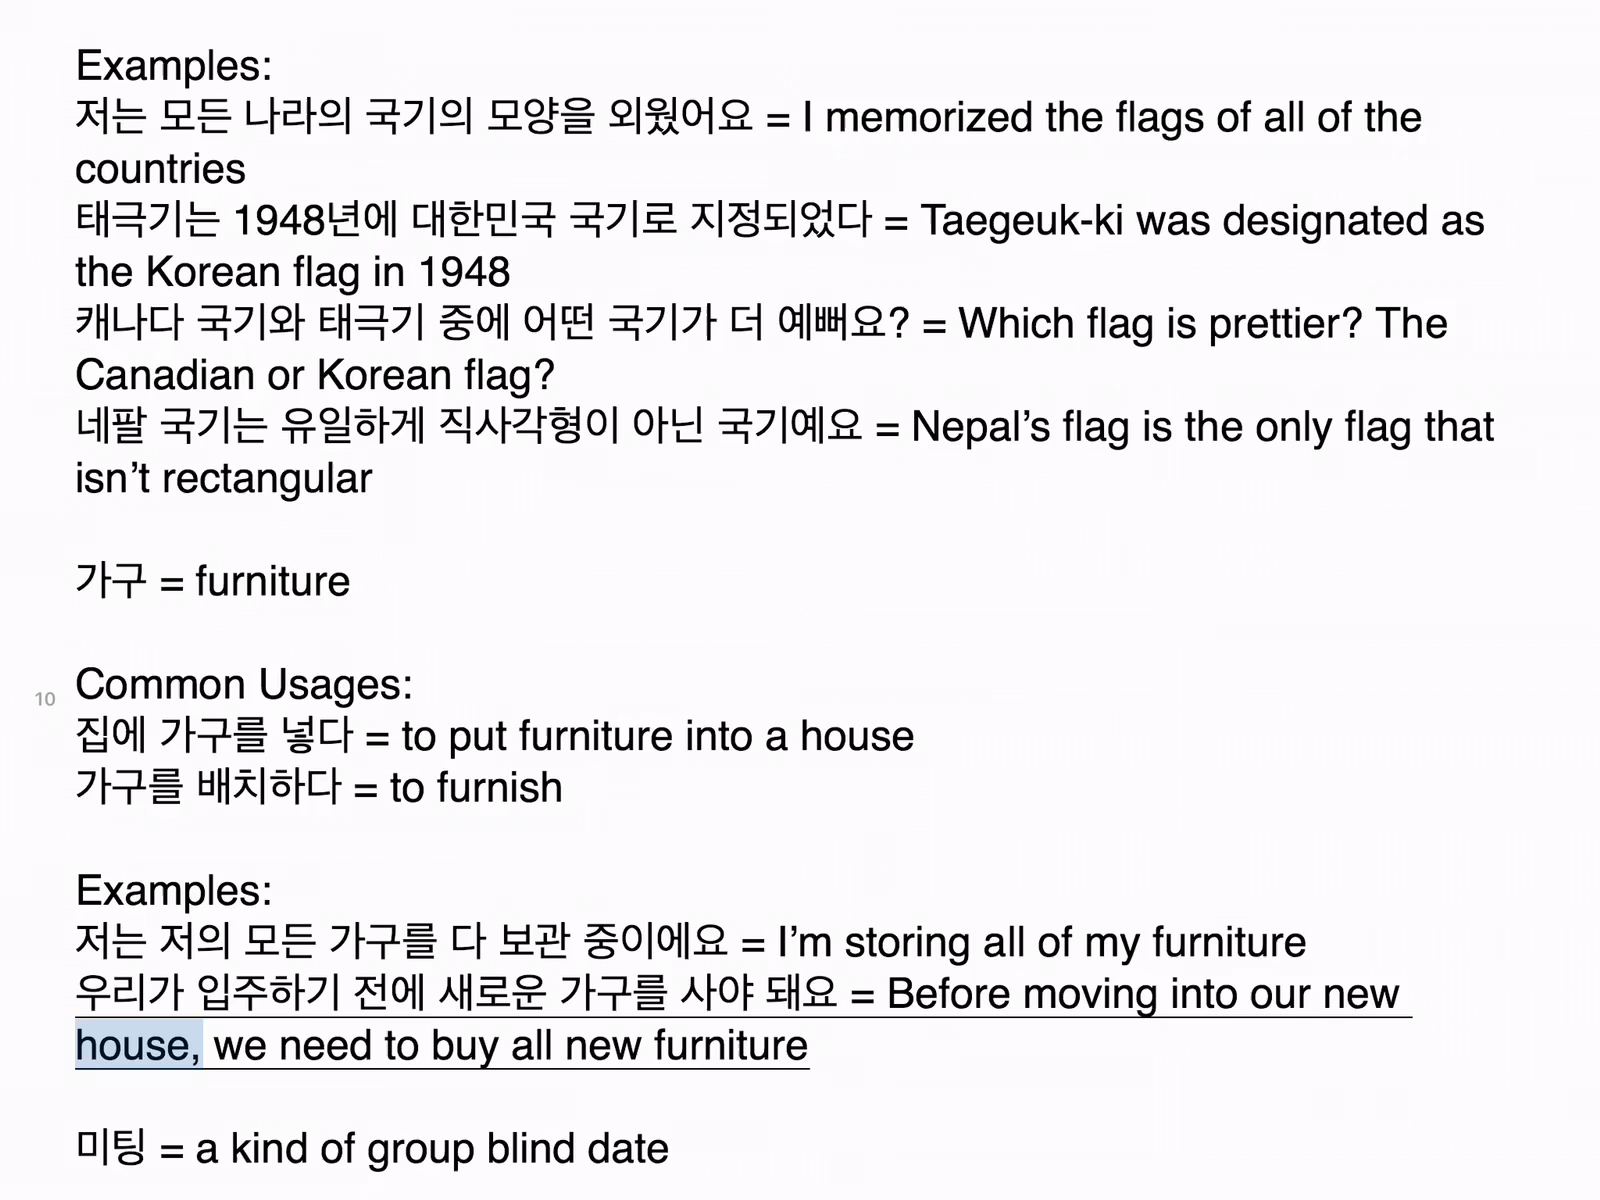 Examples:
저는 모든 나라의 국기의 모양을 외웠어요 = I memorized the flags of all of the
countries
태극기는 1948년에 대한민국 국기로 지정되었다 = Taegeuk-ki was designated as
the Korean flag in 1948
캐나다 국기와 태극기 중에 어떤 국기가 더 예뻐요? = Which flag is prettier? The
Canadian or Korean flag?
네팔 국기는 유일하게 직사각형이 아닌 국기예요 = Nepal’s flag is the only flag that
isn’t rectangular
가구 = furniture
10
Common Usages:
집에 가구를 넣다 = to put furniture into a house
가구를 배치하다 = to furnish
Examples:
저는 저의 모든 가구를 다 보관 중이에요 = I’m storing all of my furniture
우리가 입주하기 전에 새로운 가구를 사야 돼요 = Before moving into our new
house, we need to buy all new furniture
미팅 = a kind of group blind date